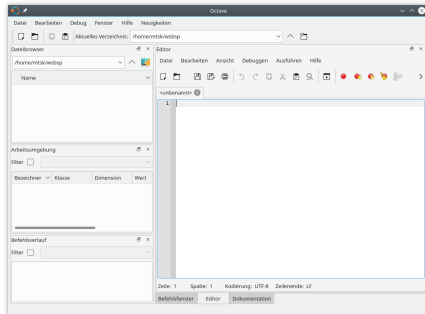 Octave
Datei Bearbeiten Debug Fenster Hilfe Neuigkeiten
Aktuelles Verzeichnis: /home/mtsk/wsbsp
Dateibrowser
/home/mtsk/wsbsp
Name
Arbeitsumgebung
Filter
Bezeichner Klasse Dimension Wert
Befehlsverlauf
Filter
Editor
Datei Bearbeiten Ansicht Debuggen Ausführen Hilfe
<unbenannt>
1
Zeile: 1 Spalte: 1 Kodierung: UTF-8 Zeilenende: LF
Befehlsfenster Editor Dokumentation